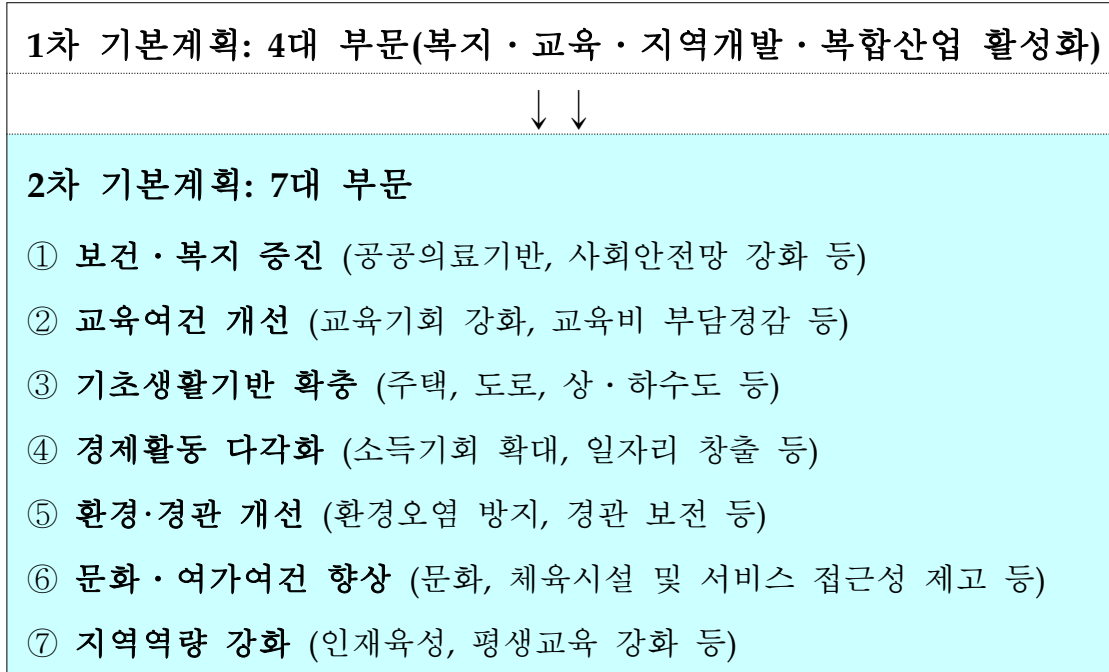 1차 기본계획: 4대 부문(복지・교육・지역개발・복합산업 활성화)
↓ ↓
2차 기본계획: 7대 부문
① 보건・복지 증진 (공공의료기반, 사회안전망 강화 등)
② 교육여건 개선 (교육기회 강화, 교육비 부담경감 등)
③ 기초생활기반 확충 (주택, 도로, 상・하수도 등)
④ 경제활동 다각화 (소득기회 확대, 일자리 창출 등)
⑤ 환경·경관 개선 (환경오염 방지, 경관 보전 등)
⑥ 문화・여가여건 향상 (문화, 체육시설 및 서비스 접근성 제고 등)
⑦ 지역역량 강화 (인재육성, 평생교육 강화 등)